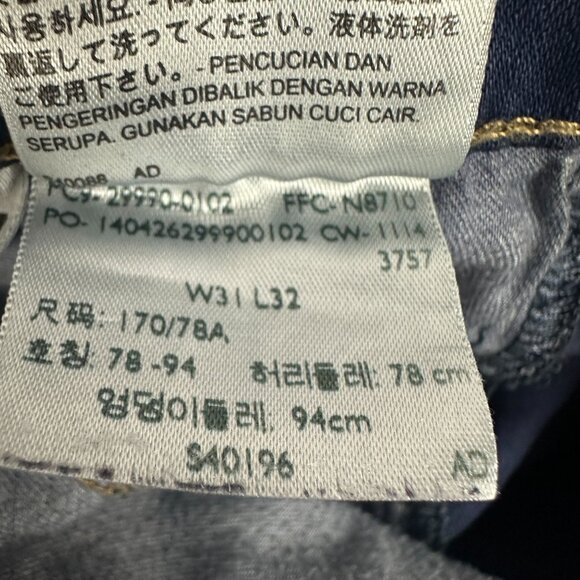 사용하세요.
裏返して洗ってください。液体洗剤を
ご使用下さい。- PENCUCIAN DAN
PENGERINGAN DIBALIK DENGAN WARNA
SERUPA. GUNAKAN SABUN CUCI CAIR.
AD
PC9- 29990-0102 FFC- N8710
PO- 140426299900102 CW- 1114
3757
W31 L32
尺码: 170/78A
호칭: 78 -94 허리둘레: 78 cm
엉덩이둘레: 94cm
S40196 AD